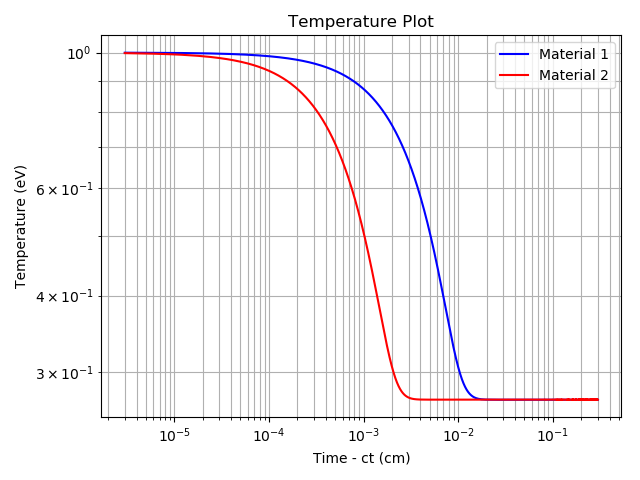 Temperature Plot
Material 1
Material 2
Temperature (eV)
10⁰
6 × 10⁻¹
4 × 10⁻¹
3 × 10⁻¹
10⁻⁵
10⁻⁴
10⁻³
10⁻²
10⁻¹
Time - ct (cm)